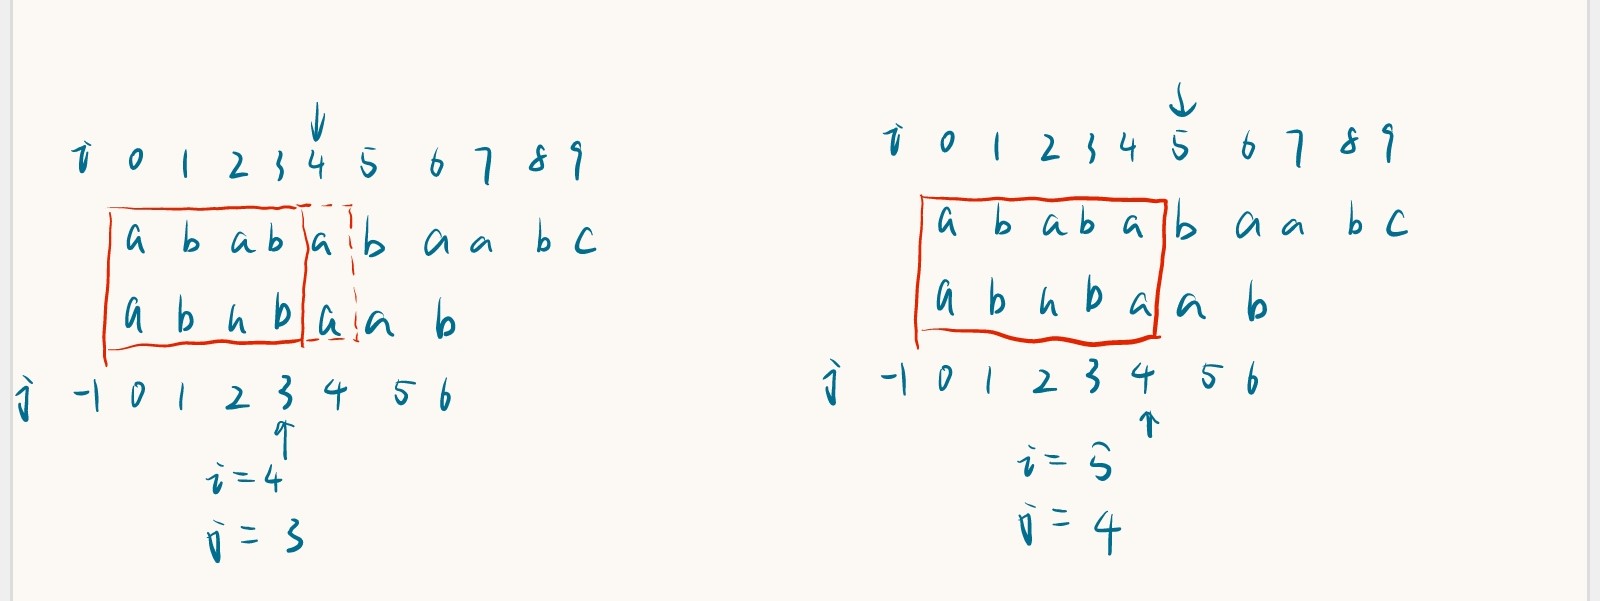 i 0 1 2 3 4 5 6 7 8 9
a b a b a b a a b c
a b a b a a b
j -1 0 1 2 3 4 5 6
i = 4
j = 3
i 0 1 2 3 4 5 6 7 8 9
a b a b a b a a b c
a b a b a a b
j -1 0 1 2 3 4 5 6
i = 5
j = 4